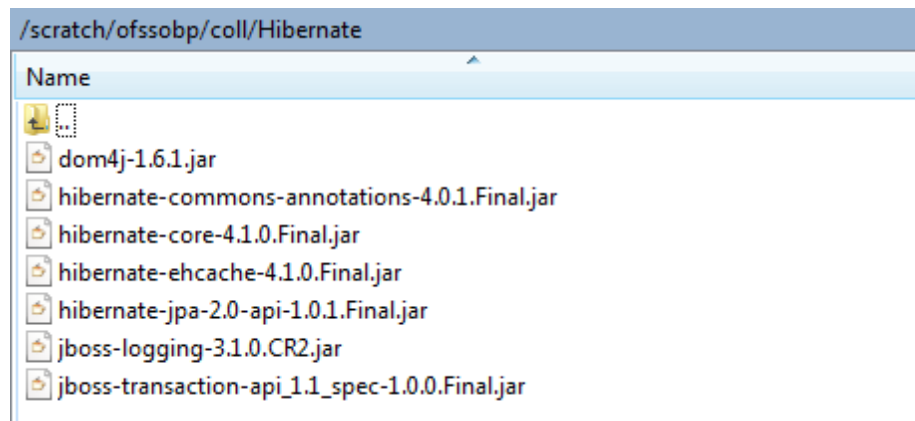 /scratch/ofssobp/coll/Hibernate
Name
..
dom4j-1.6.1.jar
hibernate-commons-annotations-4.0.1.Final.jar
hibernate-core-4.1.0.Final.jar
hibernate-ehcache-4.1.0.Final.jar
hibernate-jpa-2.0-api-1.0.1.Final.jar
jboss-logging-3.1.0.CR2.jar
jboss-transaction-api_1.1_spec-1.0.0.Final.jar